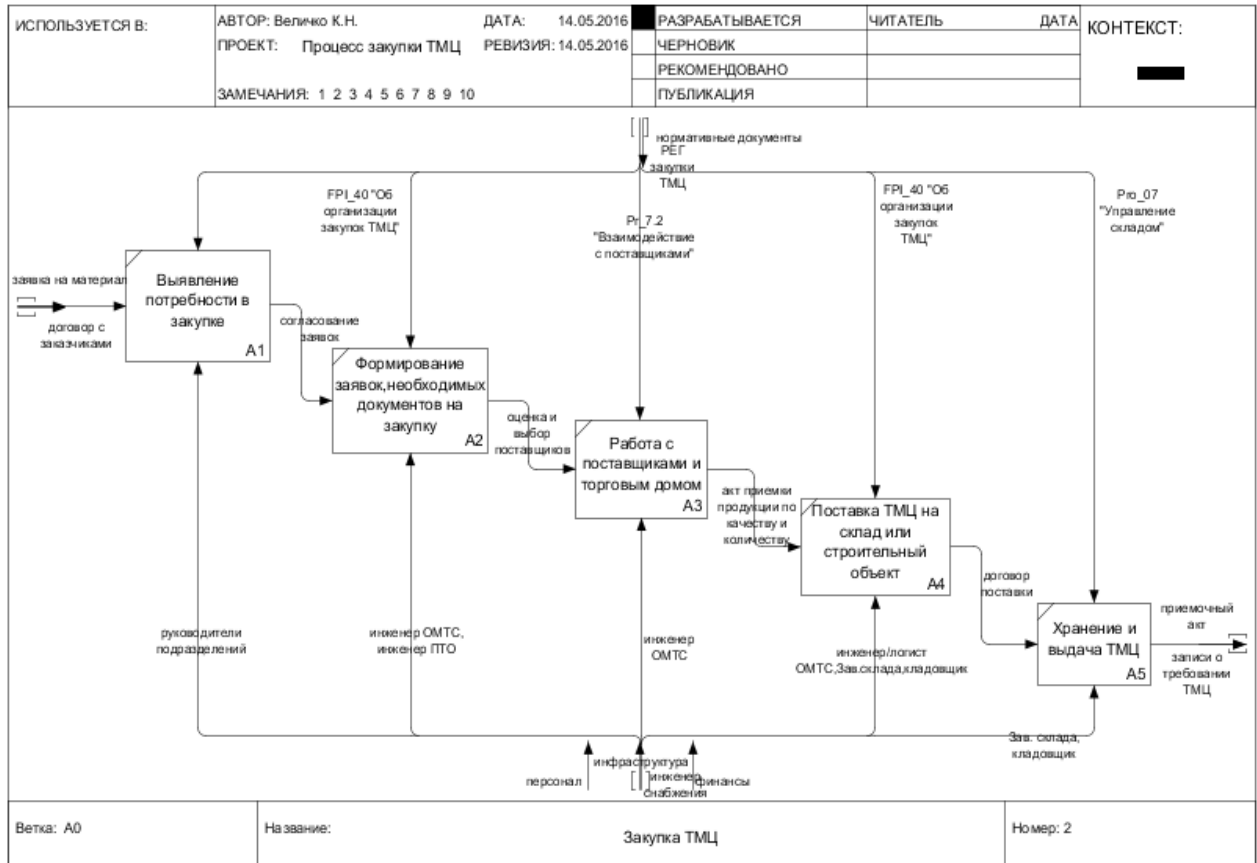 ИСПОЛЬЗУЕТСЯ В:
АВТОР: Величко К.Н.
ДАТА: 14.05.2016
ПРОЕКТ: Процесс закупки ТМЦ
РЕВИЗИЯ: 14.05.2016
ЗАМЕЧАНИЯ: 1 2 3 4 5 6 7 8 9 10
РАЗРАБАТЫВАЕТСЯ
ЧЕРНОВИК
РЕКОМЕНДОВАНО
ПУБЛИКАЦИЯ
ЧИТАТЕЛЬ
ДАТА
КОНТЕКСТ:
нормативные документы
РЕГ
закупки
ТМЦ
FPI_40 "Об
организации
закупок ТМЦ"
Pr_7.2
"Взаимодействие
с поставщиками"
FPI_40 "Об
организации
закупок
ТМЦ"
Pro_07
"Управление
складом"
заявка на материал
договор с
заказчиками
Выявление
потребности в
закупке
A1
согласование
заявок
Формирование
заявок,необходимых
документов на
закупку
A2
оценка и
выбор
поставщиков
Работа с
поставщиками и
торговым домом
A3
акт приемки
продукции по
качеству и
количеству
Поставка ТМЦ на
склад или
строительный
объект
A4
договор
поставки
Хранение и
выдача ТМЦ
A5
приемочный
акт
записи о
требовании
ТМЦ
руководители
подразделений
инженер ОМТС,
инженер ПТО
инженер
ОМТС
инженер/логист
ОМТС,Зав.склада,кладовщик
Зав. склада,
кладовщик
персонал
инфраструктура
инженер
снабжения
финансы
Ветка: A0
Название:
Закупка ТМЦ
Номер: 2